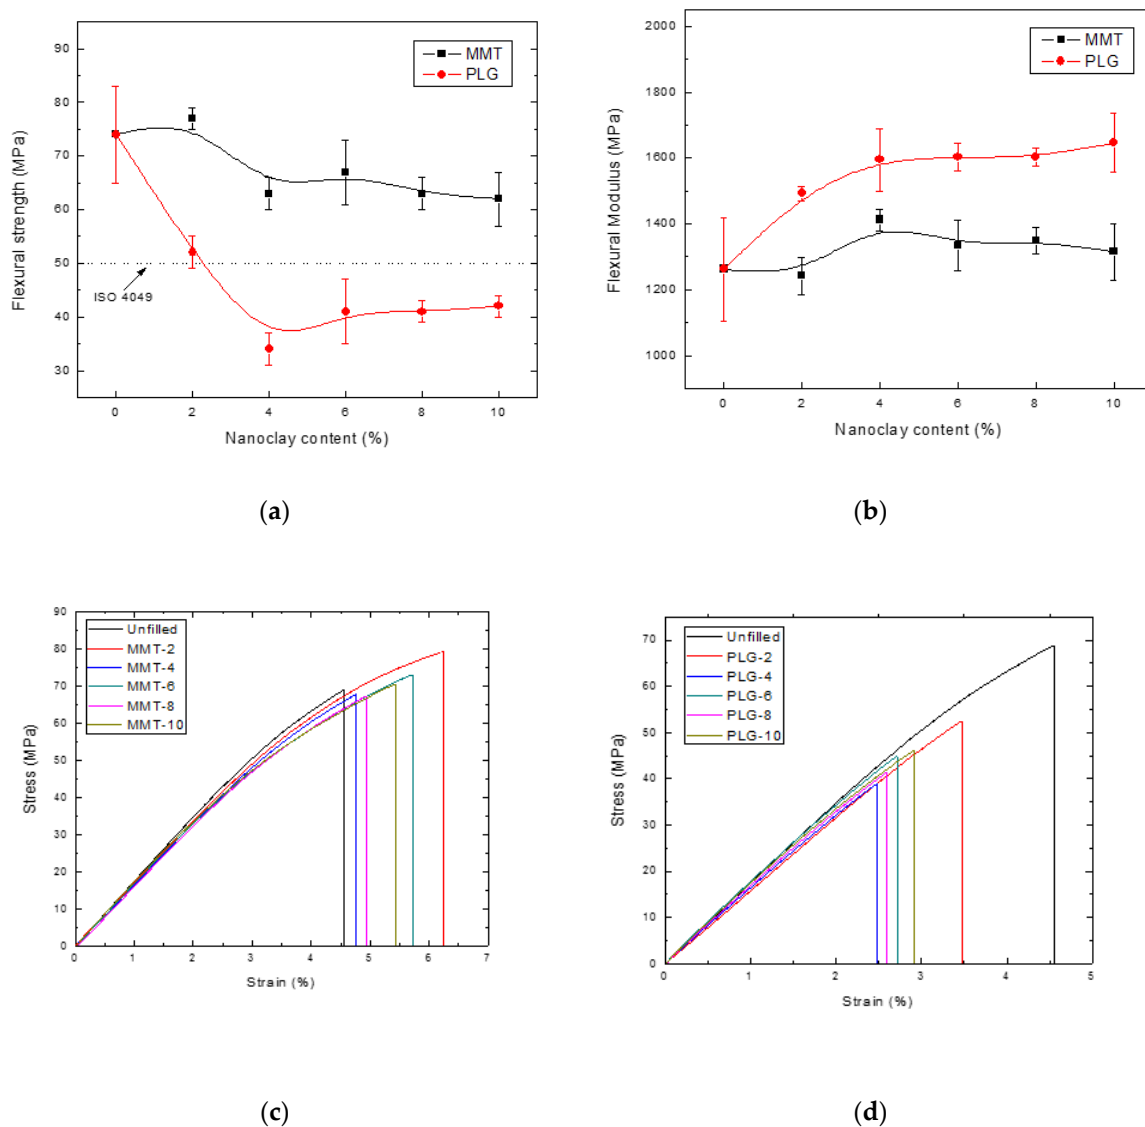 90
80
70
60
50
40
30
0 2 4 6 8 10
Flexural strength (MPa)
Nanoclay content (%)
MMT
PLG
ISO 4049
(a)
2000
1800
1600
1400
1200
1000
0 2 4 6 8 10
Flexural Modulus (MPa)
Nanoclay content (%)
MMT
PLG
(b)
90
80
70
60
50
40
30
20
10
0
0 1 2 3 4 5 6 7
Stress (MPa)
Strain (%)
Unfilled
MMT-2
MMT-4
MMT-6
MMT-8
MMT-10
(c)
70
60
50
40
30
20
10
0
0 1 2 3 4 5
Stress (MPa)
Strain (%)
Unfilled
PLG-2
PLG-4
PLG-6
PLG-8
PLG-10
(d)